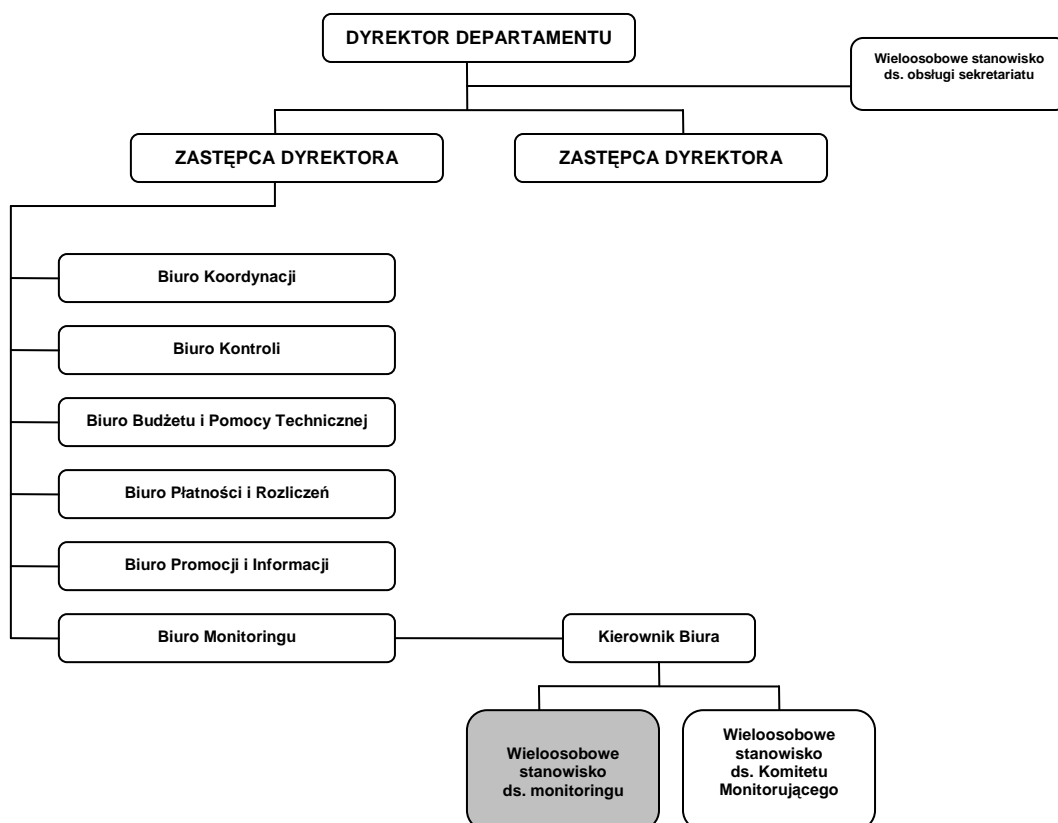 DYREKTOR DEPARTAMENTU
Wieloosobowe stanowisko
ds. obsługi sekretariatu
ZASTĘPCA DYREKTORA
ZASTĘPCA DYREKTORA
Biuro Koordynacji
Biuro Kontroli
Biuro Budżetu i Pomocy Technicznej
Biuro Płatności i Rozliczeń
Biuro Promocji i Informacji
Biuro Monitoringu
Kierownik Biura
Wieloosobowe
stanowisko
ds. monitoringu
Wieloosobowe
stanowisko
ds. Komitetu
Monitorującego